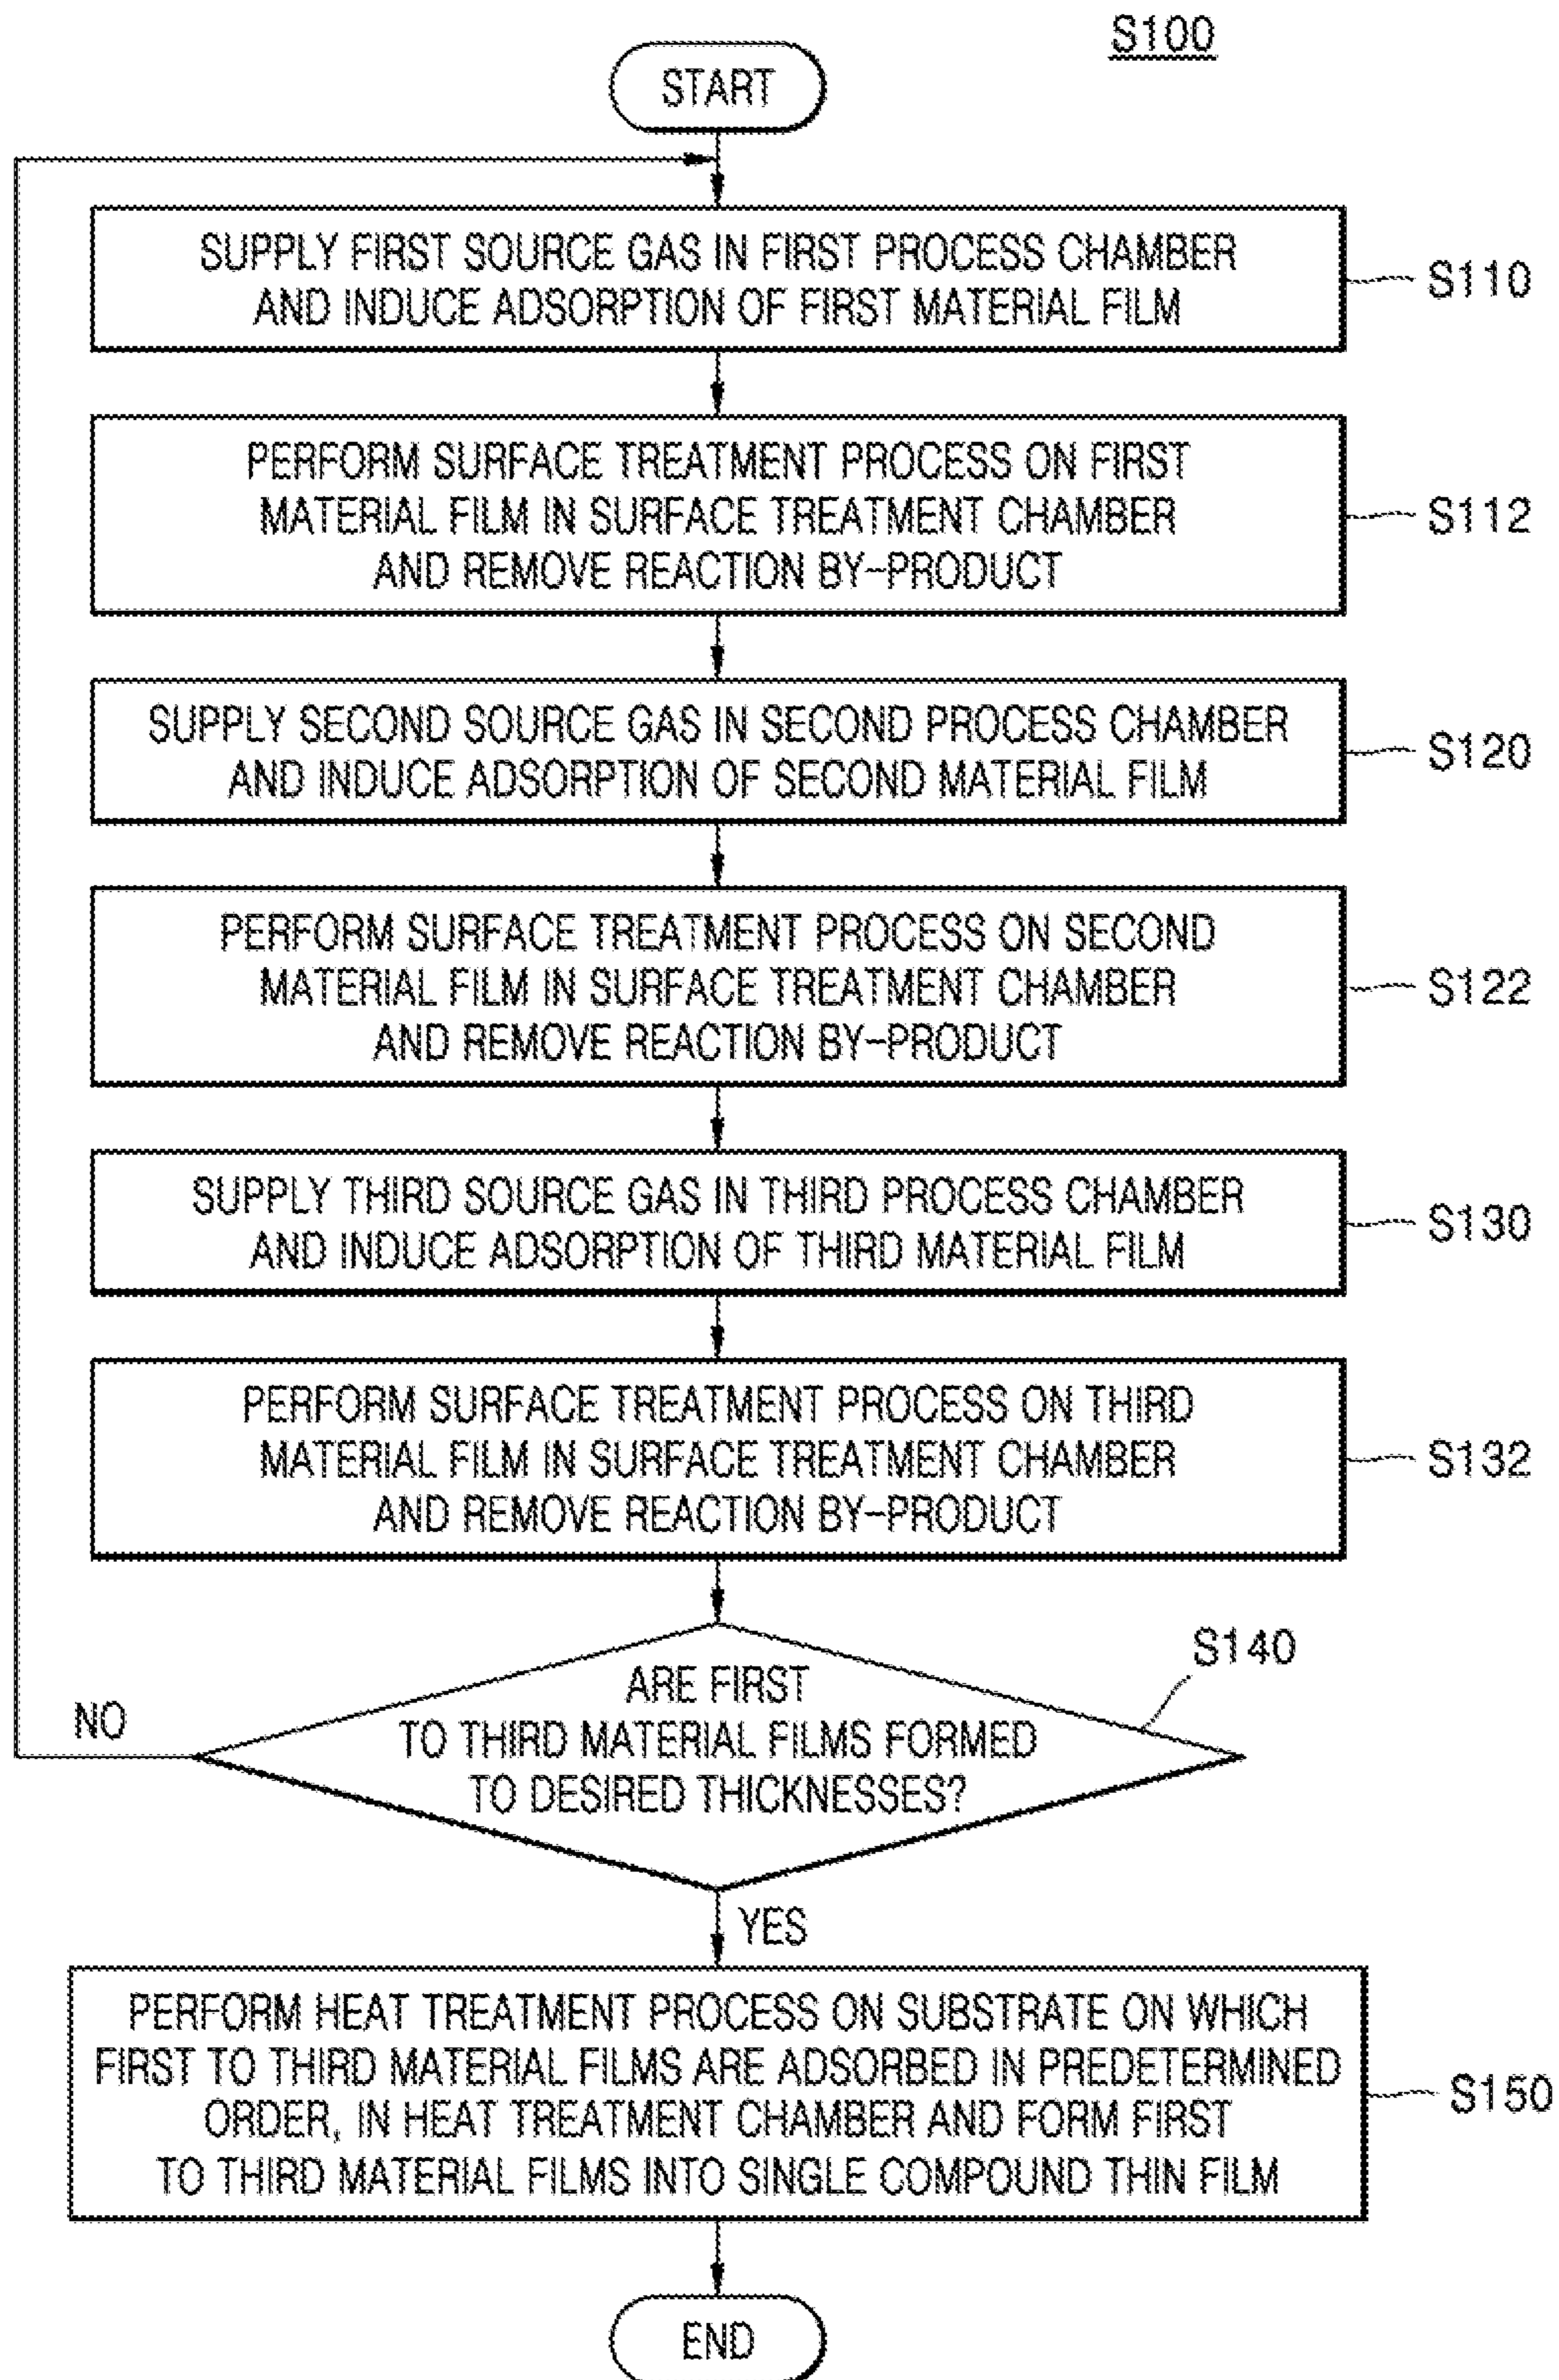 S100
START
SUPPLY FIRST SOURCE GAS IN FIRST PROCESS CHAMBER
AND INDUCE ADSORPTION OF FIRST MATERIAL FILM
S110
PERFORM SURFACE TREATMENT PROCESS ON FIRST
MATERIAL FILM IN SURFACE TREATMENT CHAMBER
AND REMOVE REACTION BY-PRODUCT
S112
SUPPLY SECOND SOURCE GAS IN SECOND PROCESS CHAMBER
AND INDUCE ADSORPTION OF SECOND MATERIAL FILM
S120
PERFORM SURFACE TREATMENT PROCESS ON SECOND
MATERIAL FILM IN SURFACE TREATMENT CHAMBER
AND REMOVE REACTION BY-PRODUCT
S122
SUPPLY THIRD SOURCE GAS IN THIRD PROCESS CHAMBER
AND INDUCE ADSORPTION OF THIRD MATERIAL FILM
S130
PERFORM SURFACE TREATMENT PROCESS ON THIRD
MATERIAL FILM IN SURFACE TREATMENT CHAMBER
AND REMOVE REACTION BY-PRODUCT
S132
S140
ARE FIRST
TO THIRD MATERIAL FILMS FORMED
TO DESIRED THICKNESSES?
NO
YES
PERFORM HEAT TREATMENT PROCESS ON SUBSTRATE ON WHICH
FIRST TO THIRD MATERIAL FILMS ARE ADSORBED IN PREDETERMINED
ORDER, IN HEAT TREATMENT CHAMBER AND FORM FIRST
TO THIRD MATERIAL FILMS INTO SINGLE COMPOUND THIN FILM
S150
END